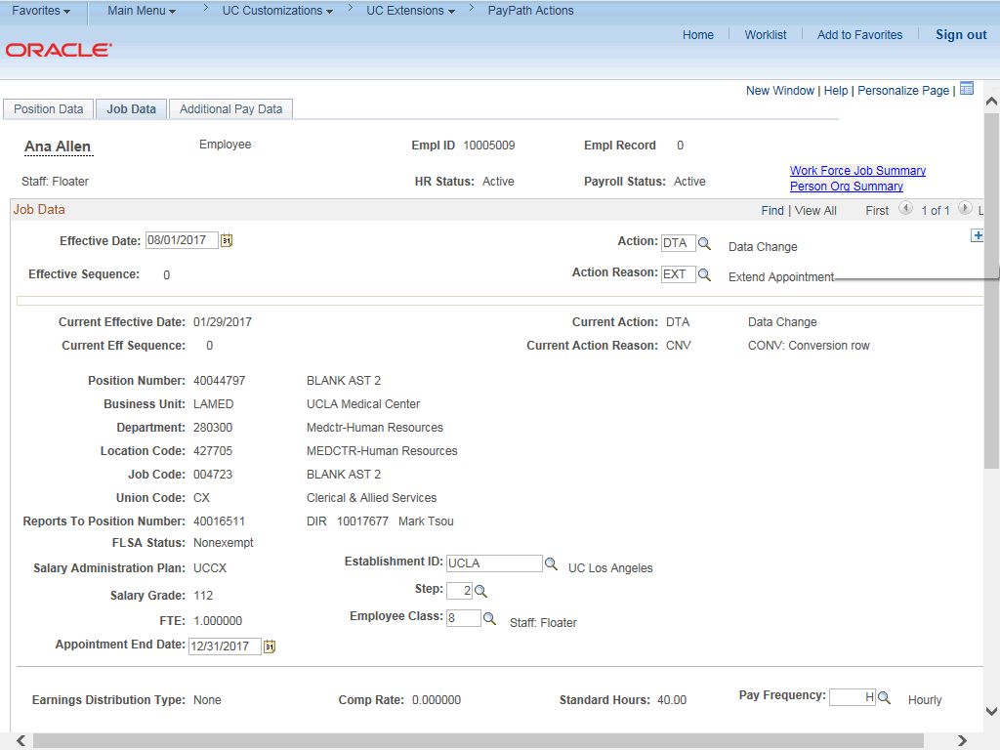 Favorites Main Menu UC Customizations UC Extensions PayPath Actions
Home Worklist Add to Favorites Sign out
ORACLE
New Window | Help | Personalize Page |
Position Data Job Data Additional Pay Data
Ana Allen Employee Empl ID 10005009 Empl Record 0
Staff: Floater HR Status: Active Payroll Status: Active Work Force Job Summary
Person Org Summary
Job Data Find | View All First 1 of 1 L
Effective Date: 08/01/2017 31 Action: DTA Data Change
Effective Sequence: 0 Action Reason: EXT Extend Appointment
Current Effective Date: 01/29/2017 Current Action: DTA Data Change
Current Eff Sequence: 0 Current Action Reason: CNV CONV: Conversion row
Position Number: 40044797 BLANK AST 2
Business Unit: LAMED UCLA Medical Center
Department: 280300 Medctr-Human Resources
Location Code: 427705 MEDCTR-Human Resources
Job Code: 004723 BLANK AST 2
Union Code: CX Clerical & Allied Services
Reports To Position Number: 40016511 DIR 10017677 Mark Tsou
FLSA Status: Nonexempt
Salary Administration Plan: UCCX Establishment ID: UCLA UC Los Angeles
Salary Grade: 112 Step: 2
FTE: 1.000000 Employee Class: 8 Staff: Floater
Appointment End Date: 12/31/2017 31
Earnings Distribution Type: None Comp Rate: 0.000000 Standard Hours: 40.00 Pay Frequency: H Hourly